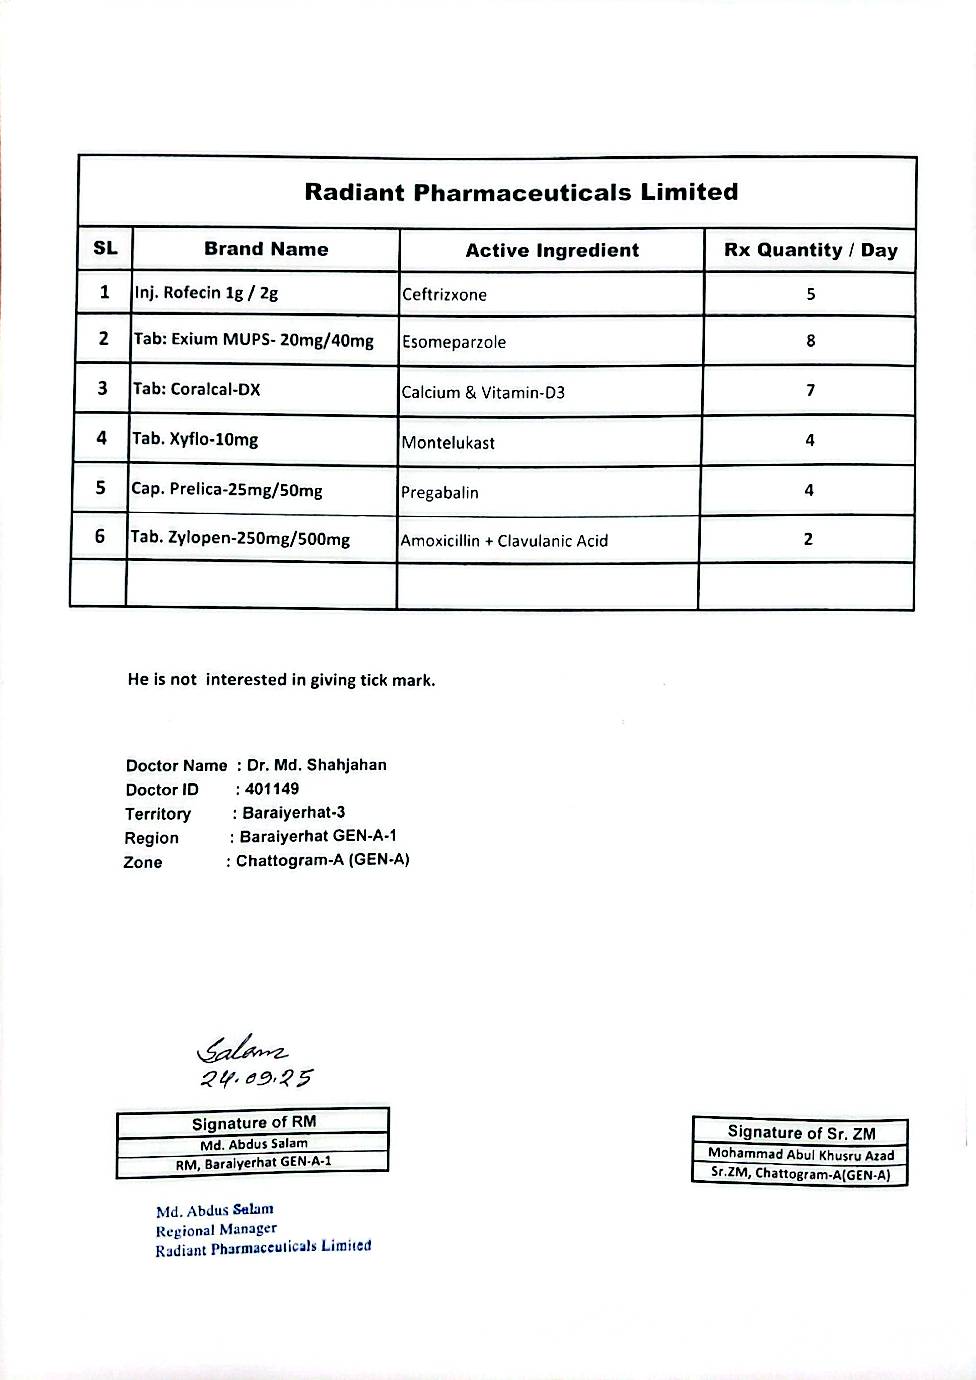 Radiant Pharmaceuticals Limited
SL Brand Name Active Ingredient Rx Quantity / Day
1 Inj. Rofecin 1g / 2g Ceftrizxone 5
2 Tab: Exium MUPS- 20mg/40mg Esomeparzole 8
3 Tab: Coralcal-DX Calcium & Vitamin-D3 7
4 Tab. Xyflo-10mg Montelukast 4
5 Cap. Prelica-25mg/50mg Pregabalin 4
6 Tab. Zylopen-250mg/500mg Amoxicillin + Clavulanic Acid 2
He is not interested in giving tick mark.
Doctor Name : Dr. Md. Shahjahan
Doctor ID : 401149
Territory : Baraiyerhat-3
Region : Baraiyerhat GEN-A-1
Zone : Chattogram-A (GEN-A)
Salam
24.09.25
Signature of RM
Md. Abdus Salam
RM, Baraiyerhat GEN-A-1
Signature of Sr. ZM
Mohammad Abul Khusru Azad
Sr.ZM, Chattogram-A(GEN-A)
Md. Abdus Salam
Regional Manager
Radiant Pharmaceuticals Limited